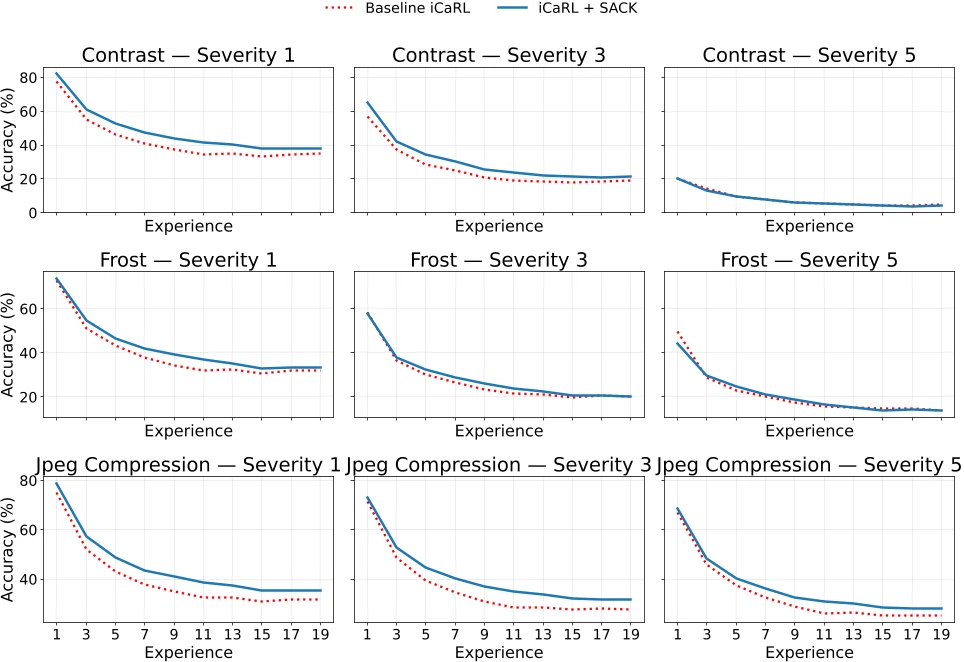 Baseline iCaRL iCaRL + SACK
Contrast — Severity 1 Contrast — Severity 3 Contrast — Severity 5
Accuracy (%)
80
60
40
20
0
Experience Experience Experience
Frost — Severity 1 Frost — Severity 3 Frost — Severity 5
Accuracy (%)
60
40
20
Experience Experience Experience
Jpeg Compression — Severity 1 Jpeg Compression — Severity 3 Jpeg Compression — Severity 5
Accuracy (%)
80
60
40
1 3 5 7 9 11 13 15 17 19 1 3 5 7 9 11 13 15 17 19 1 3 5 7 9 11 13 15 17 19
Experience Experience Experience